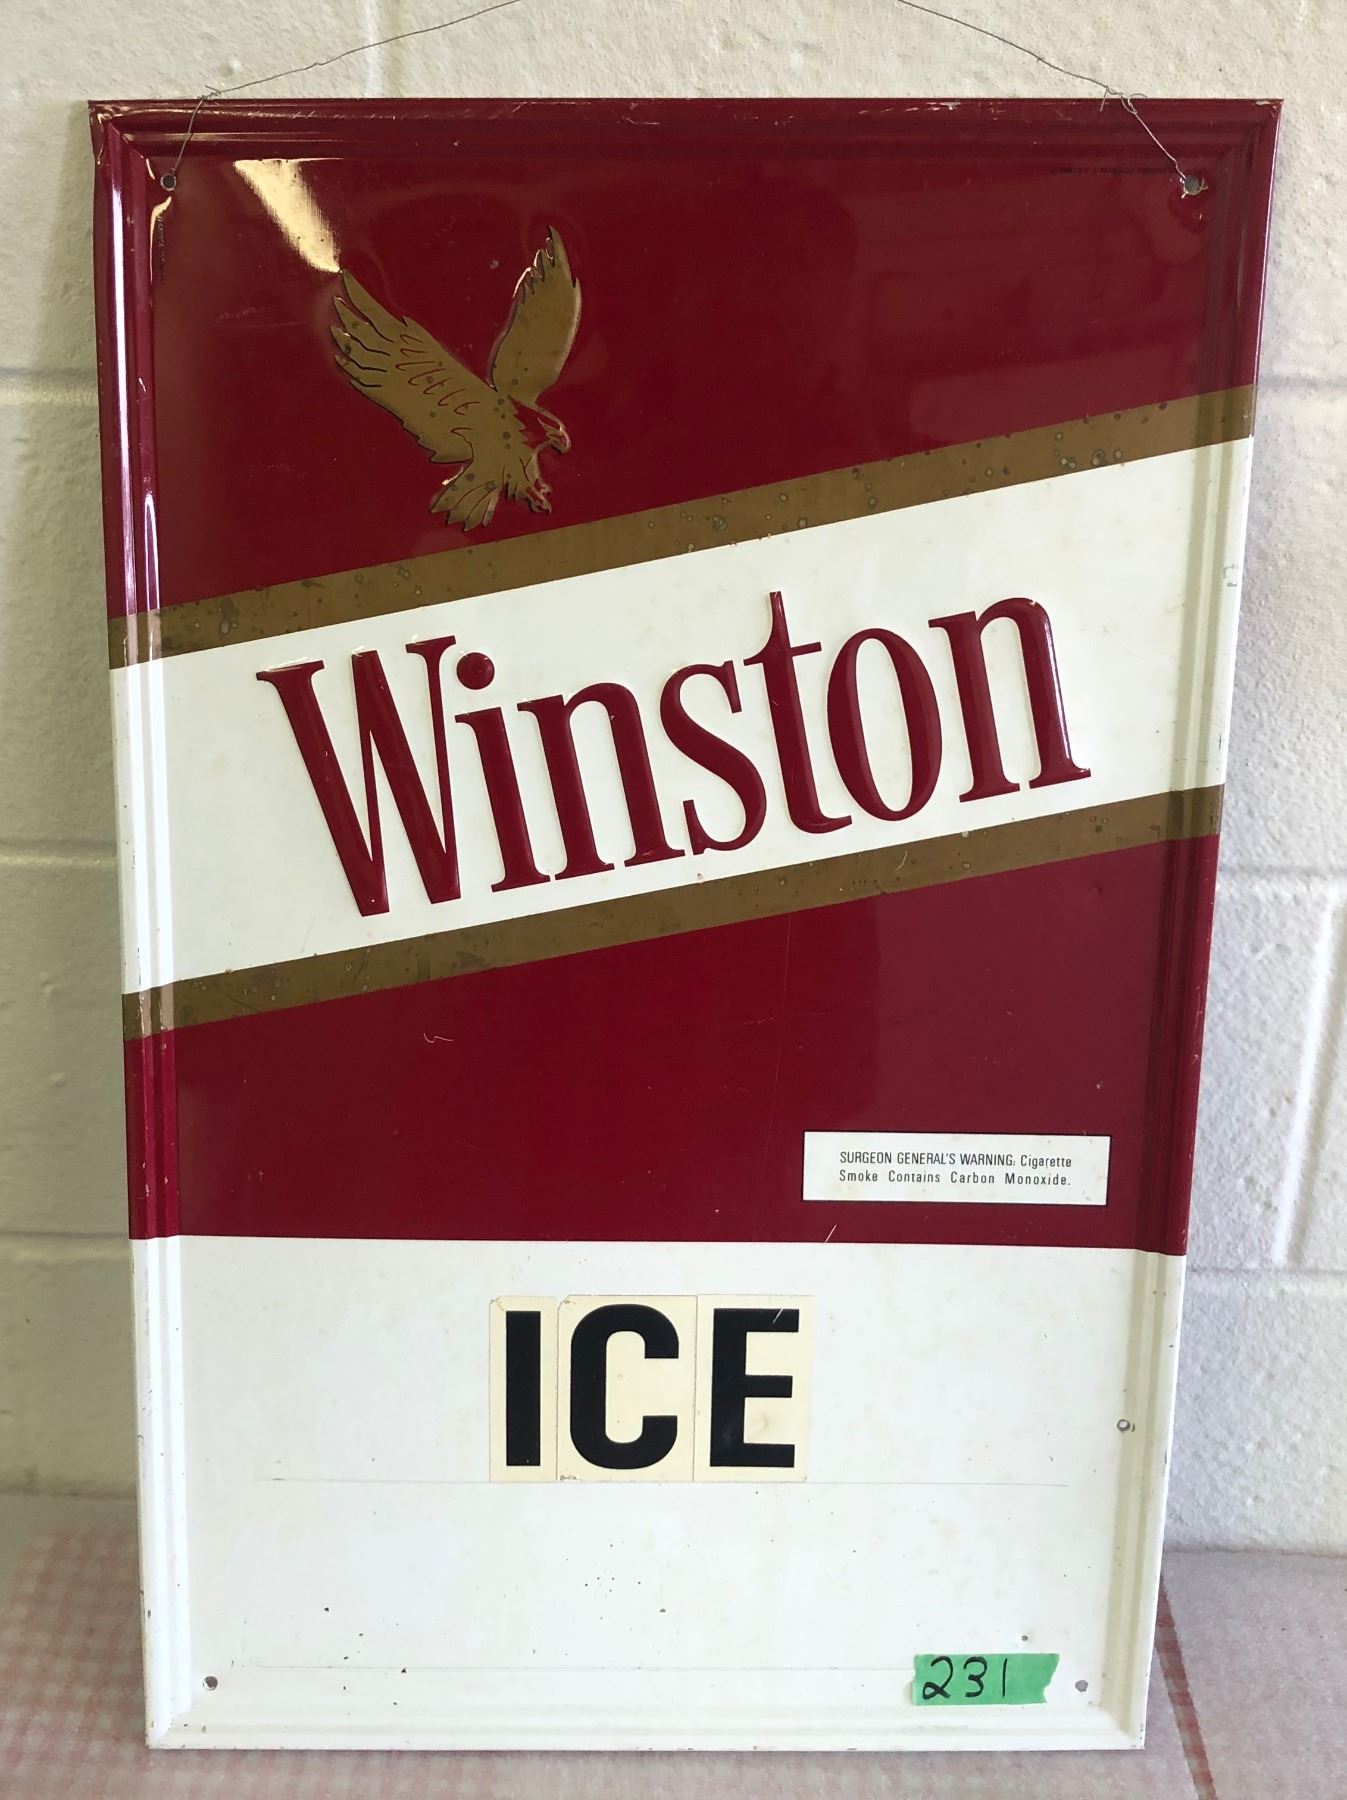 Winston
SURGEON GENERAL'S WARNING: Cigarette
Smoke Contains Carbon Monoxide.
ICE
231